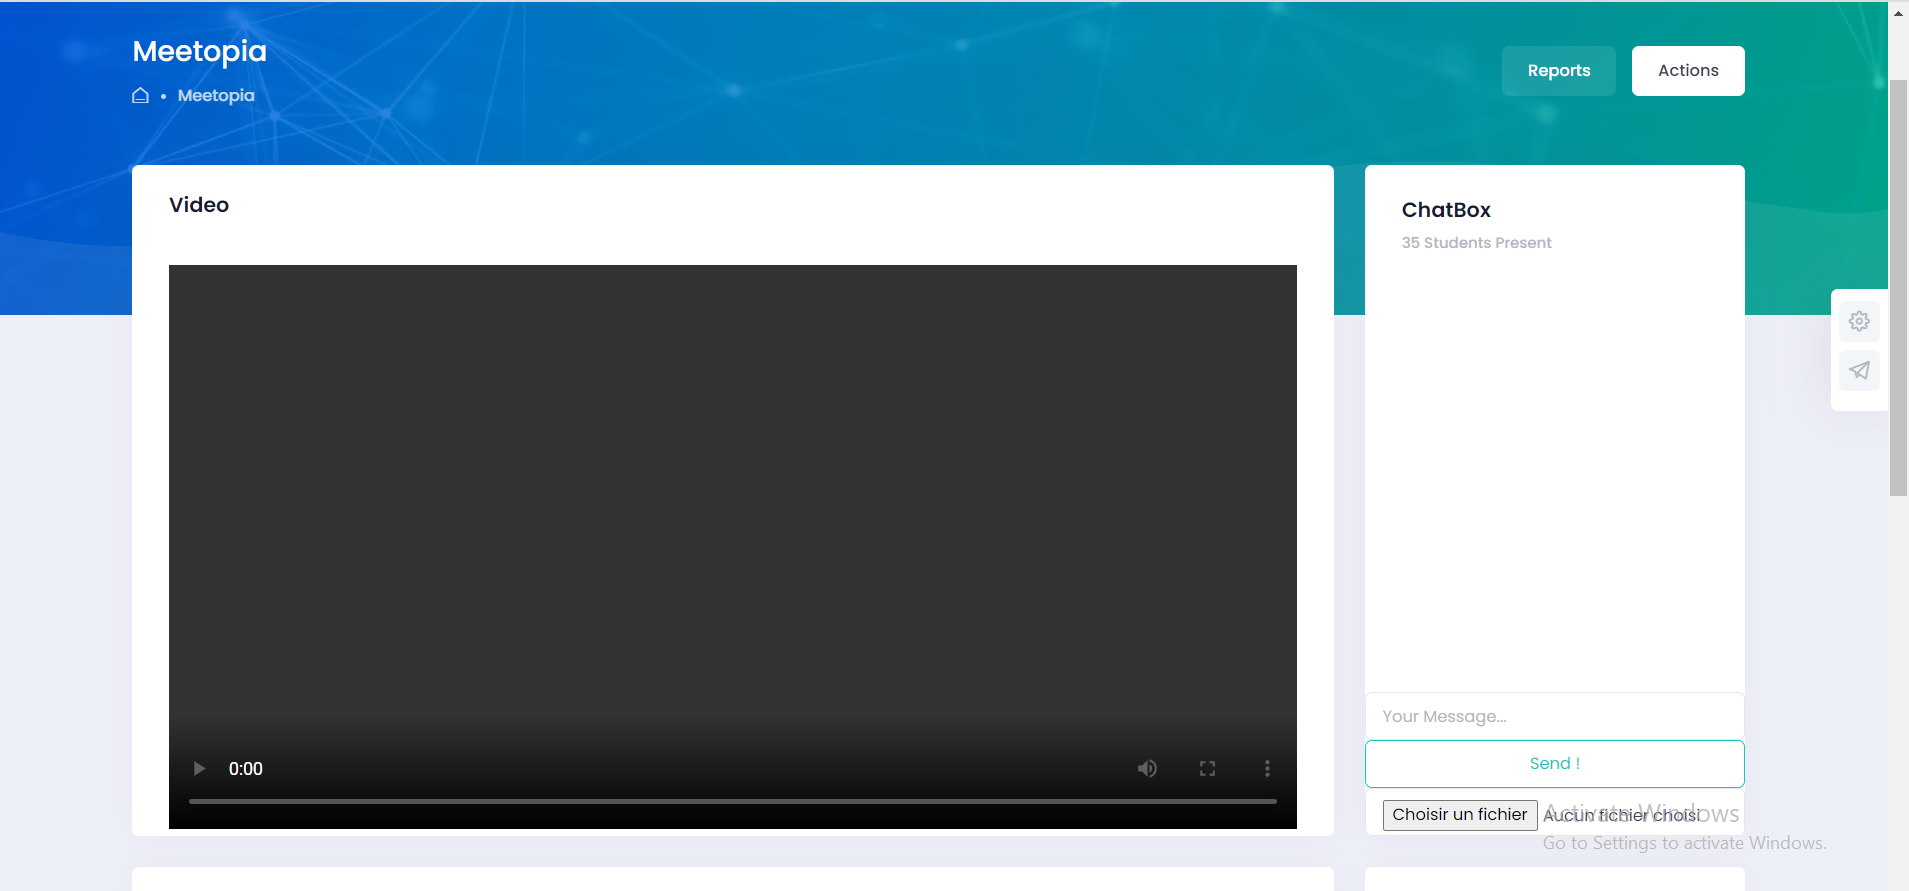 Meetopia
Meetopia
Reports
Actions
Video
ChatBox
35 Students Present
0:00
Your Message...
Send !
Choisir un fichier
Aucun fichier choisi
Activate Windows
Go to Settings to activate Windows.